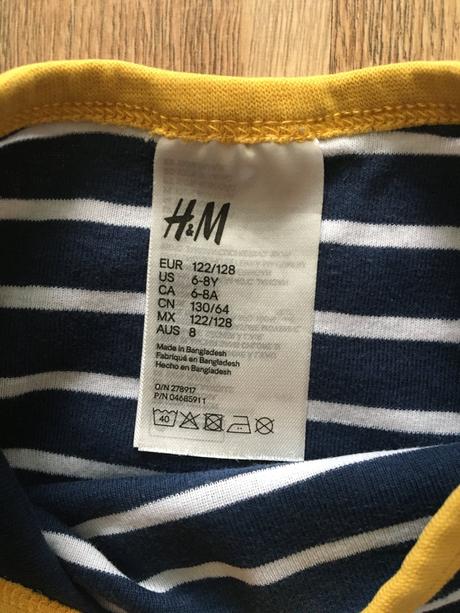 H&M
EUR 122/128
US 6-8Y
CA 6-8A
CN 130/64
MX 122/128
AUS 8
Made in Bangladesh
Fabriqué en Bangladesh
Hecho en Bangladesh
O/N 278917
P/N 04685911
40